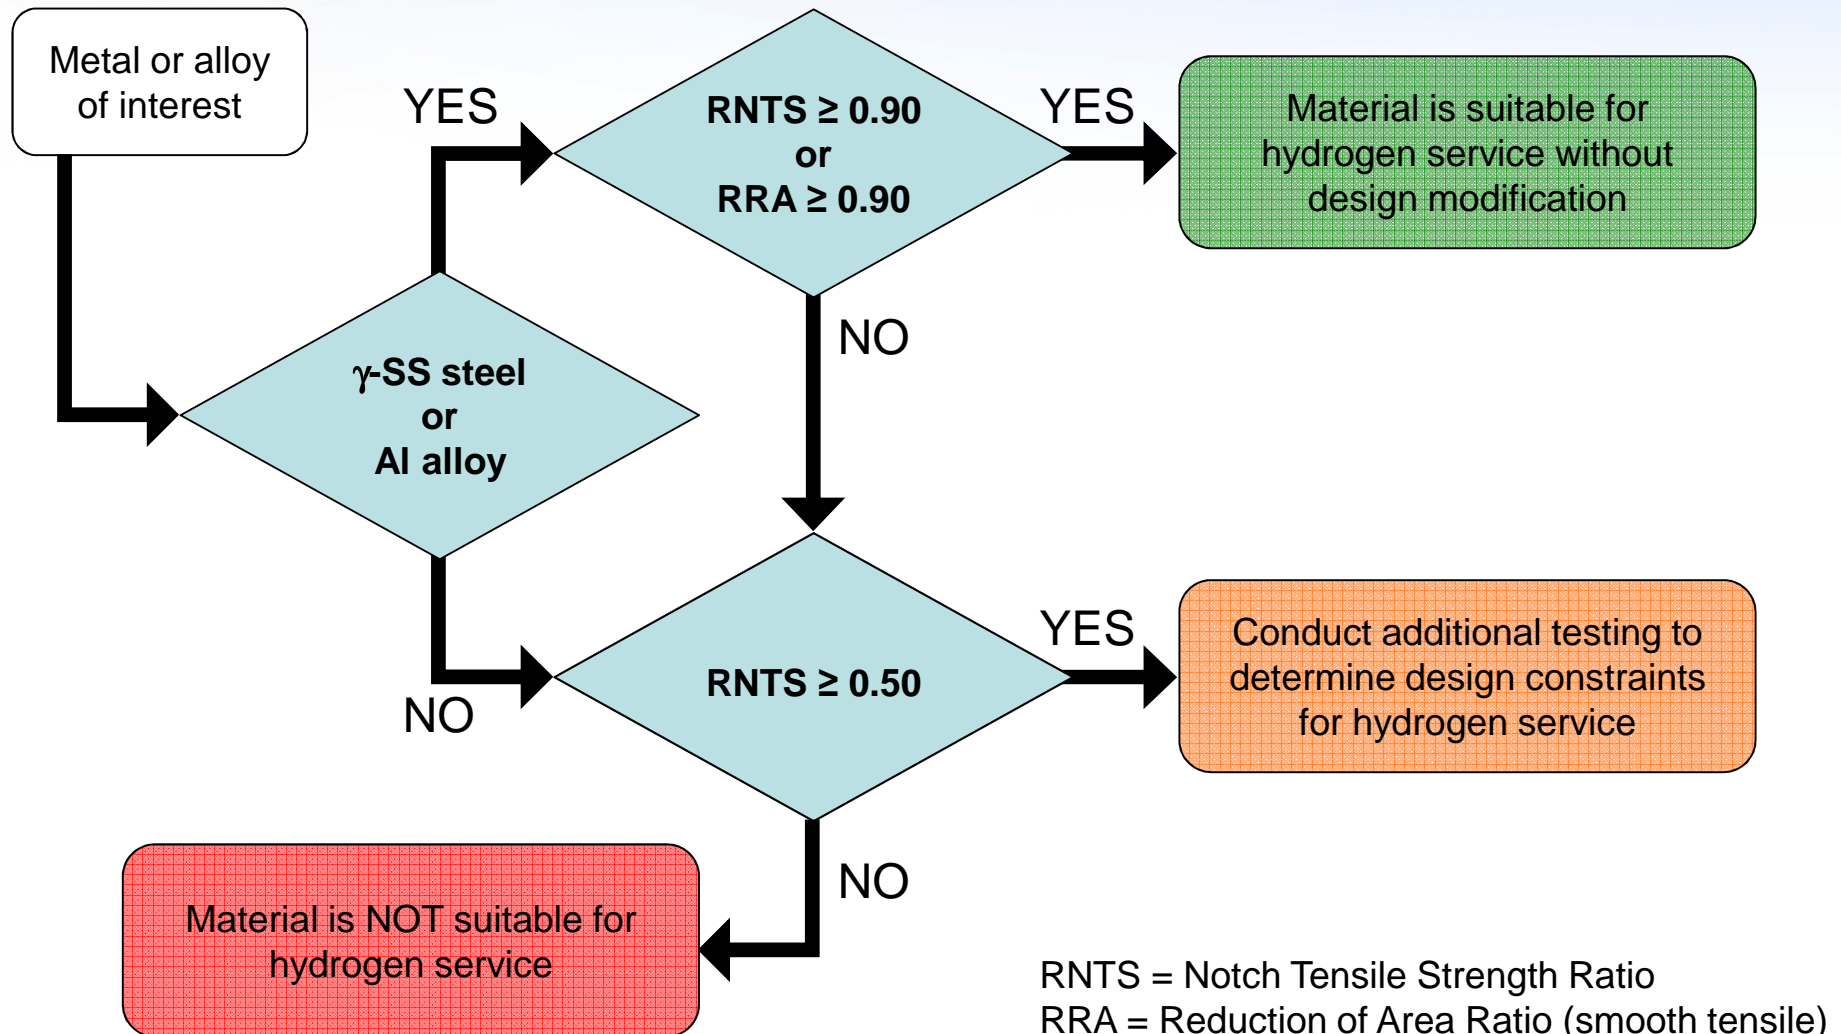 Metal or alloy
of interest
YES
RNTS ≥ 0.90
or
RRA ≥ 0.90
YES
Material is suitable for
hydrogen service without
design modification
NO
γ-SS steel
or
Al alloy
NO
RNTS ≥ 0.50
YES
Conduct additional testing to
determine design constraints
for hydrogen service
NO
Material is NOT suitable for
hydrogen service
RNTS = Notch Tensile Strength Ratio
RRA = Reduction of Area Ratio (smooth tensile)